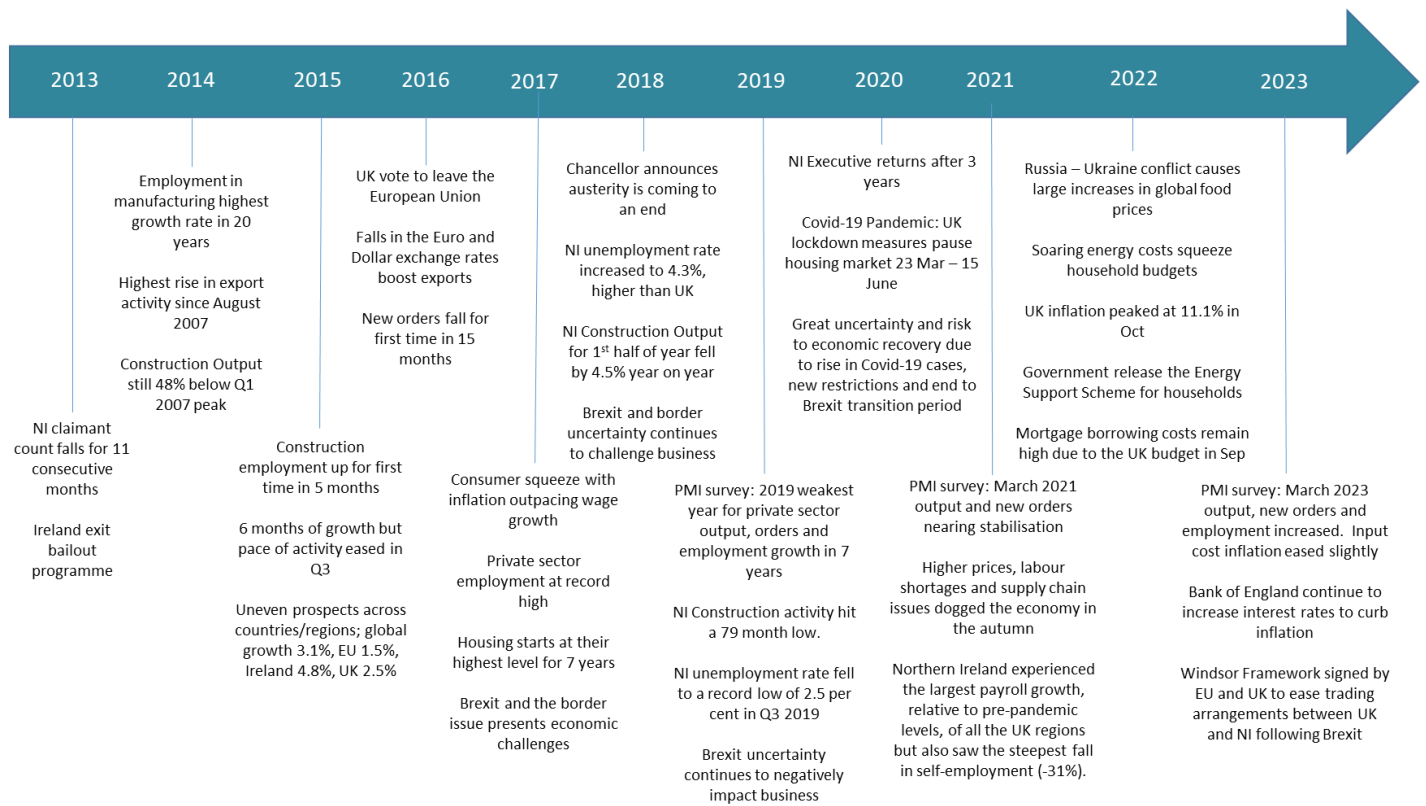 2013
2014
2015
2016
2017
2018
2019
2020
2021
2022
2023
NI claimant
count falls for 11
consecutive
months
Ireland exit
bailout
programme
Employment in
manufacturing highest
growth rate in 20
years
Highest rise in export
activity since August
2007
Construction Output
still 48% below Q1
2007 peak
Construction
employment up for first
time in 5 months
6 months of growth but
pace of activity eased in
Q3
Uneven prospects across
countries/regions; global
growth 3.1%, EU 1.5%,
Ireland 4.8%, UK 2.5%
UK vote to leave the
European Union
Falls in the Euro and
Dollar exchange rates
boost exports
New orders fall for
first time in 15
months
Consumer squeeze with
inflation outpacing wage
growth
Private sector
employment at record
high
Housing starts at their
highest level for 7 years
Brexit and the border
issue presents economic
challenges
Chancellor announces
austerity is coming to
an end
NI unemployment rate
increased to 4.3%,
higher than UK
NI Construction Output
for 1st half of year fell
by 4.5% year on year
Brexit and border
uncertainty continues
to challenge business
PMI survey: 2019 weakest
year for private sector
output, orders and
employment growth in 7
years
NI Construction activity hit
a 79 month low.
NI unemployment rate fell
to a record low of 2.5 per
cent in Q3 2019
Brexit uncertainty
continues to negatively
impact business
NI Executive returns after 3
years
Covid-19 Pandemic: UK
lockdown measures pause
housing market 23 Mar – 15
June
Great uncertainty and risk
to economic recovery due
to rise in Covid-19 cases,
new restrictions and end to
Brexit transition period
PMI survey: March 2021
output and new orders
nearing stabilisation
Higher prices, labour
shortages and supply chain
issues dogged the economy in
the autumn
Northern Ireland experienced
the largest payroll growth,
relative to pre-pandemic
levels, of all the UK regions
but also saw the steepest fall
in self-employment (-31%).
Russia – Ukraine conflict causes
large increases in global food
prices
Soaring energy costs squeeze
household budgets
UK inflation peaked at 11.1% in
Oct
Government release the Energy
Support Scheme for households
Mortgage borrowing costs remain
high due to the UK budget in Sep
PMI survey: March 2023
output, new orders and
employment increased. Input
cost inflation eased slightly
Bank of England continue to
increase interest rates to curb
inflation
Windsor Framework signed by
EU and UK to ease trading
arrangements between UK
and NI following Brexit